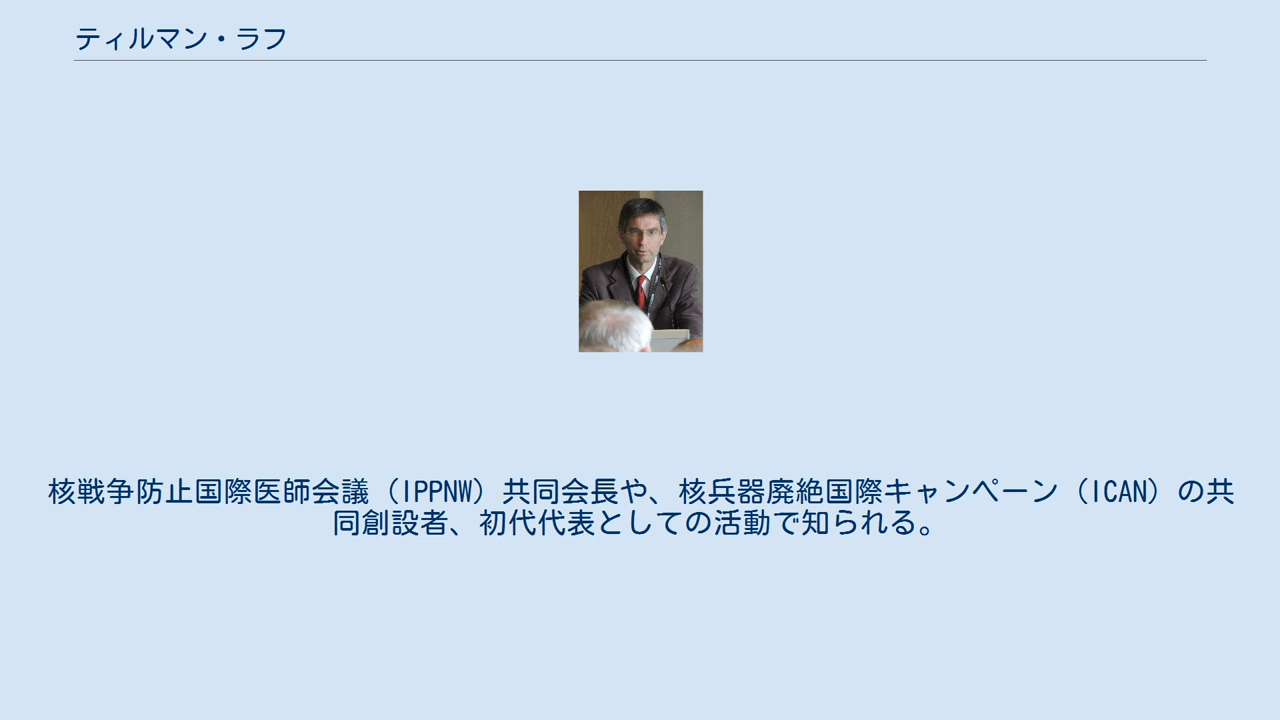 ティルマン・ラフ
核戦争防止国際医師会議（IPPNW）共同会長や、核兵器廃絶国際キャンペーン（ICAN）の共
同創設者、初代代表としての活動で知られる。